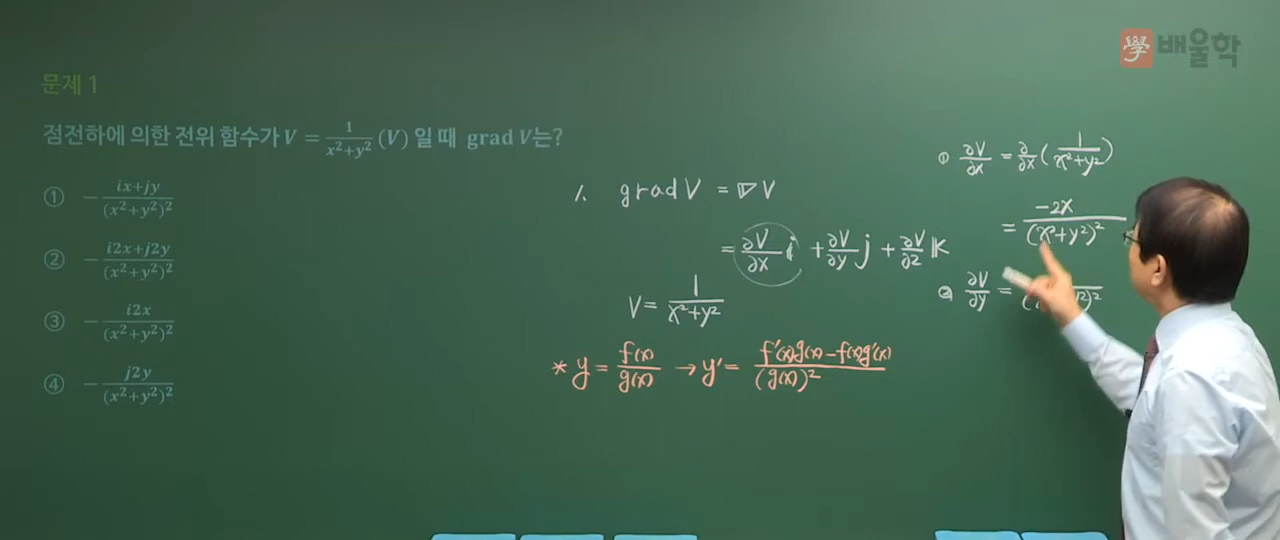 學 배울학
문제 1
점전하에 의한 전위 함수가 V = 1/(x²+y²) (V) 일 때 grad V는?
① − (ix+jy)/(x²+y²)²
② − (i2x+j2y)/(x²+y²)²
③ − i2x/(x²+y²)²
④ − j2y/(x²+y²)²
1. grad V = ∇V
= ∂V/∂x i + ∂V/∂y j + ∂V/∂z k
V = 1/(x²+y²)
* y = f(x)/g(x) → y′ = (f′(x)g(x) − f(x)g′(x))/(g(x))²
① ∂V/∂x = ∂/∂x (1/(x²+y²))
= −2x/(x²+y²)²
② ∂V/∂y =